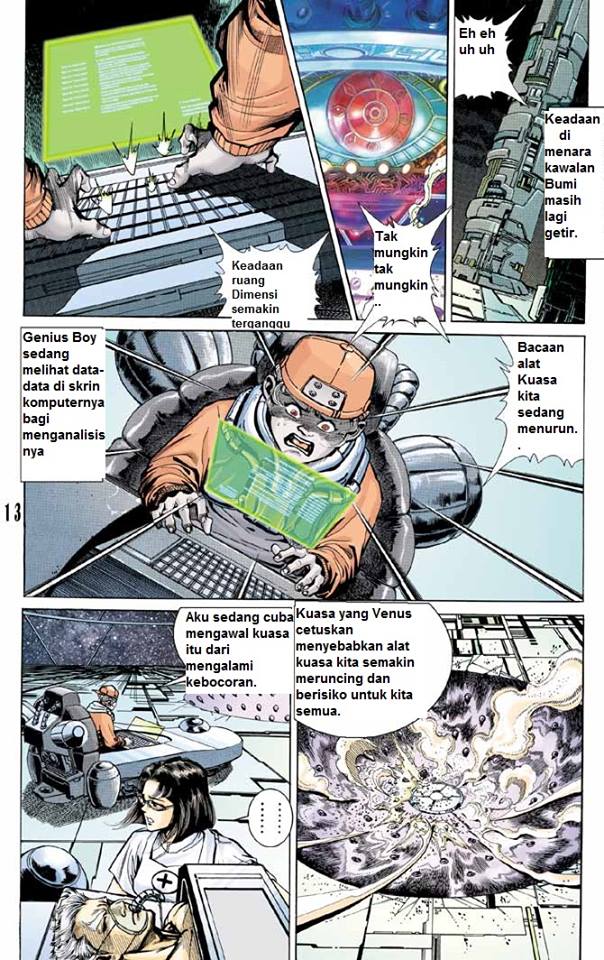 Eh eh
uh uh
Keadaan
di
menara
kawalan
Bumi
masih
lagi
getir.
Tak
mungkin
tak
mungkin
..
Keadaan
ruang
Dimensi
semakin
terganggu
Genius Boy
sedang
melihat data-
data di skrin
komputernya
bagi
menganalisis
nya
Bacaan
alat
Kuasa
kita
sedang
menurun.
.
13
Aku sedang cuba
mengawal kuasa
itu dari
mengalami
kebocoran.
Kuasa yang Venus
cetuskan
menyebabkan alat
kuasa kita semakin
meruncing dan
berisiko untuk kita
semua.
......